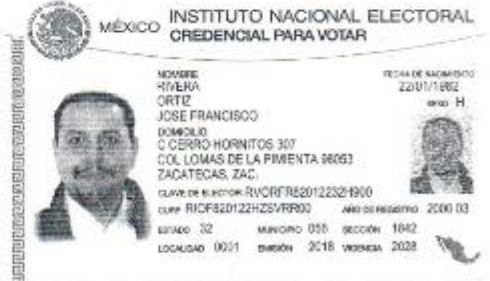 MÉXICO
INSTITUTO NACIONAL ELECTORAL
CREDENCIAL PARA VOTAR
NOMBRE
RIVERA
ORTIZ
JOSE FRANCISCO
FECHA DE NACIMIENTO
22/01/1982
SEXO H
DOMICILIO
C CERRO HORNITOS 307
COL LOMAS DE LA PIMIENTA 98053
ZACATECAS, ZAC.
CLAVE DE ELECTOR RVORFR82012232H900
CURP RIOF820122HZSVRR00 AÑO DE REGISTRO 2000 03
ESTADO 32 MUNICIPIO 056 SECCIÓN 1842
LOCALIDAD 0001 EMISIÓN 2018 VIGENCIA 2028